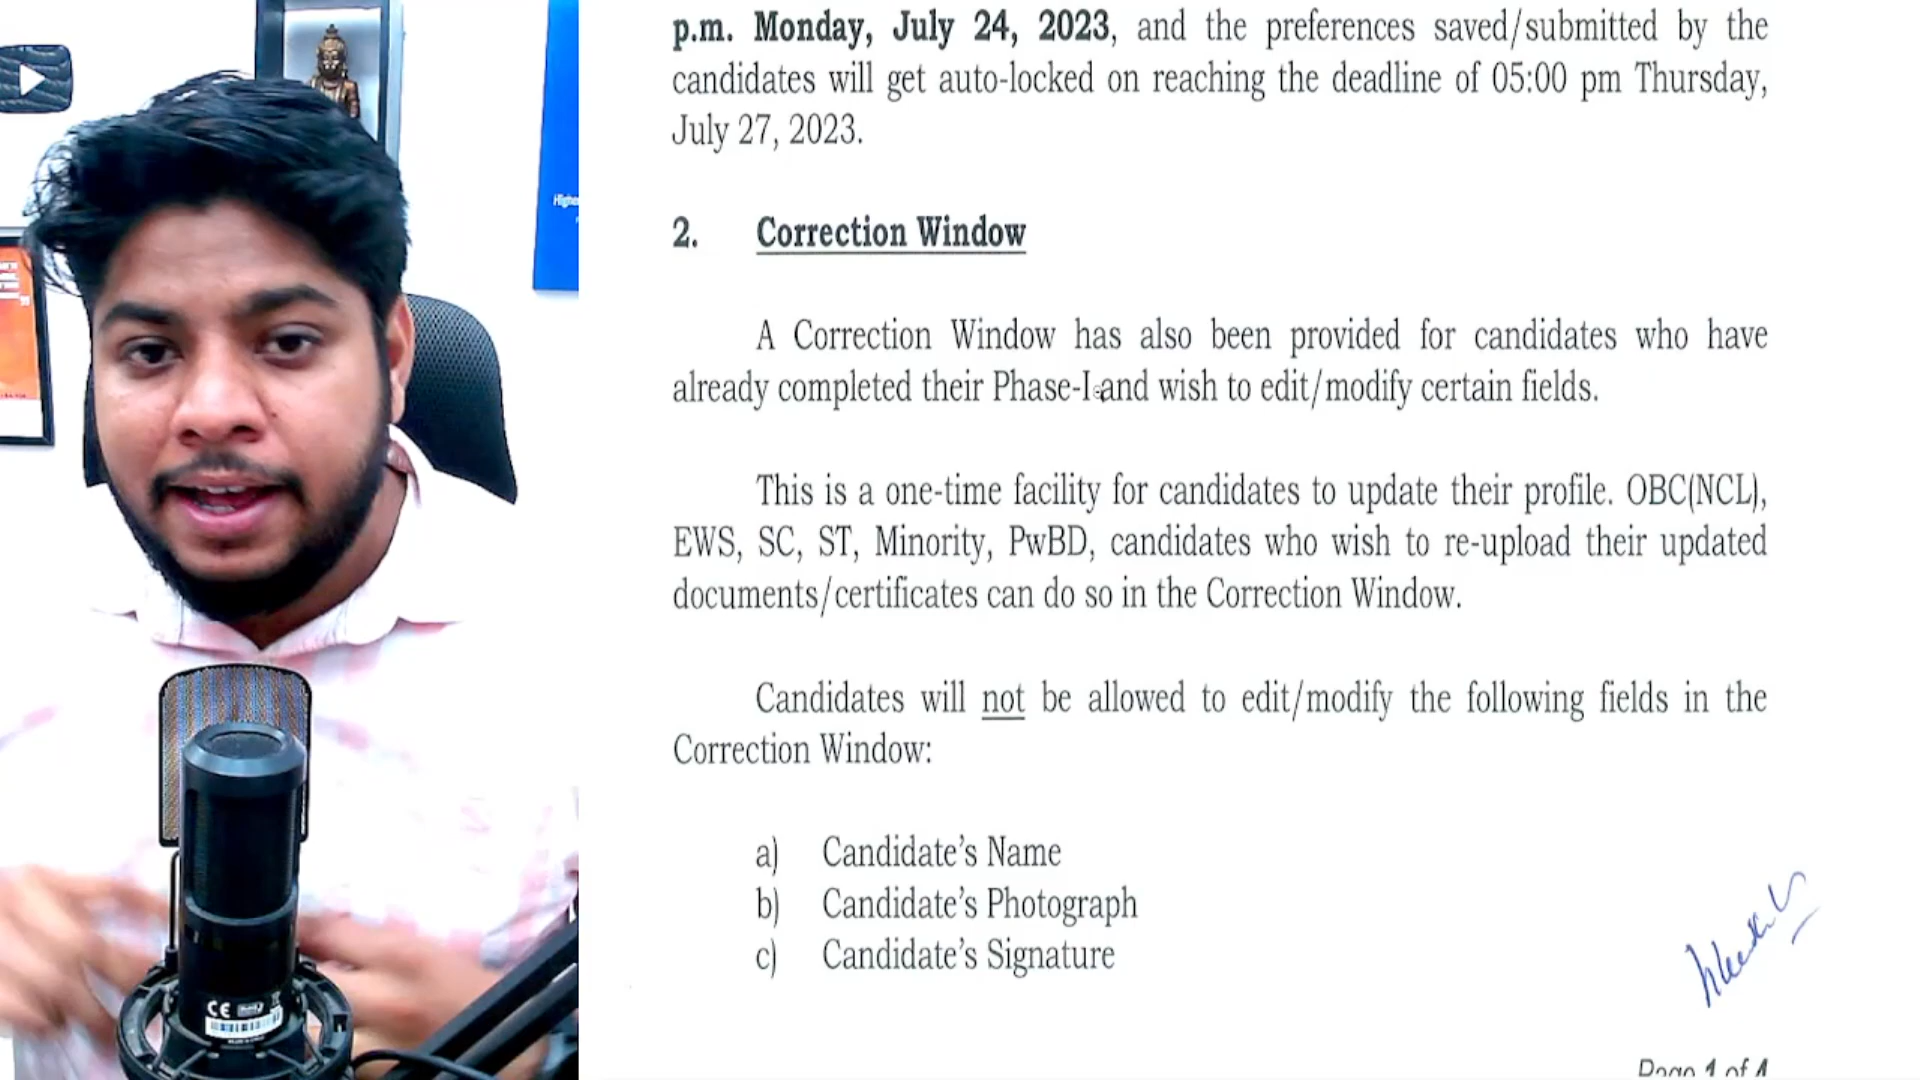 p.m. Monday, July 24, 2023, and the preferences saved/submitted by the
candidates will get auto-locked on reaching the deadline of 05:00 pm Thursday,
July 27, 2023.
2. Correction Window
A Correction Window has also been provided for candidates who have
already completed their Phase-I and wish to edit/modify certain fields.
This is a one-time facility for candidates to update their profile. OBC(NCL),
EWS, SC, ST, Minority, PwBD, candidates who wish to re-upload their updated
documents/certificates can do so in the Correction Window.
Candidates will not be allowed to edit/modify the following fields in the
Correction Window:
a) Candidate's Name
b) Candidate's Photograph
c) Candidate's Signature
Page 1 of 4
CE